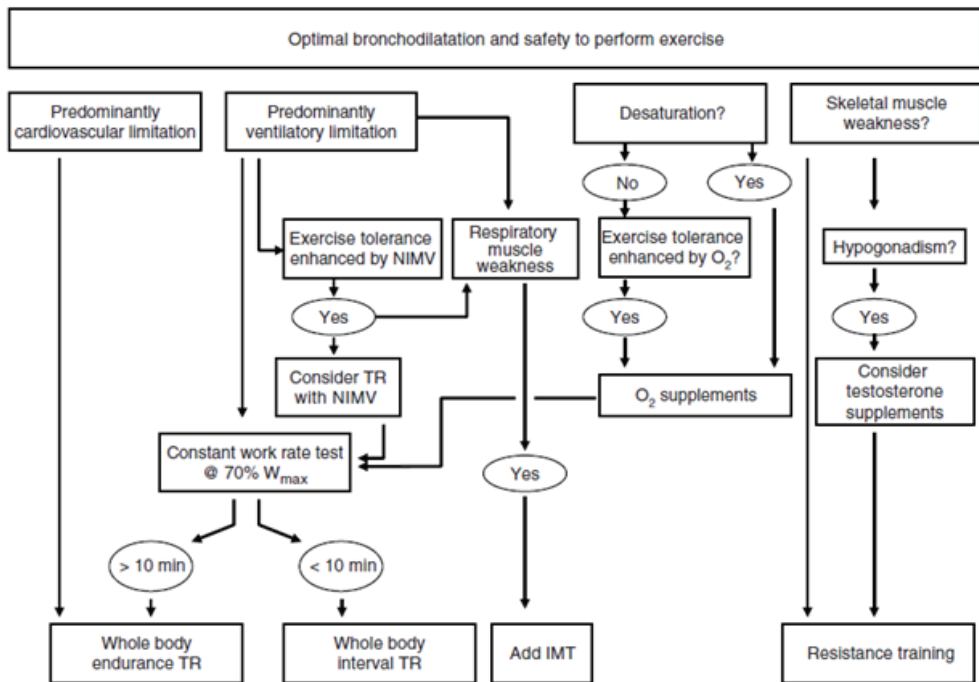 Optimal bronchodilatation and safety to perform exercise
Predominantly
cardiovascular limitation
Predominantly
ventilatory limitation
Desaturation?
Skeletal muscle
weakness?
No
Yes
Exercise tolerance
enhanced by NIMV
Respiratory
muscle
weakness
Exercise tolerance
enhanced by O₂?
Hypogonadism?
Yes
Yes
Yes
Consider TR
with NIMV
O₂ supplements
Consider
testosterone
supplements
Constant work rate test
@ 70% Wmax
Yes
> 10 min
< 10 min
Whole body
endurance TR
Whole body
interval TR
Add IMT
Resistance training